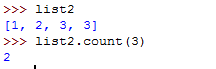 >>> list2
[1, 2, 3, 3]
>>> list2.count(3)
2